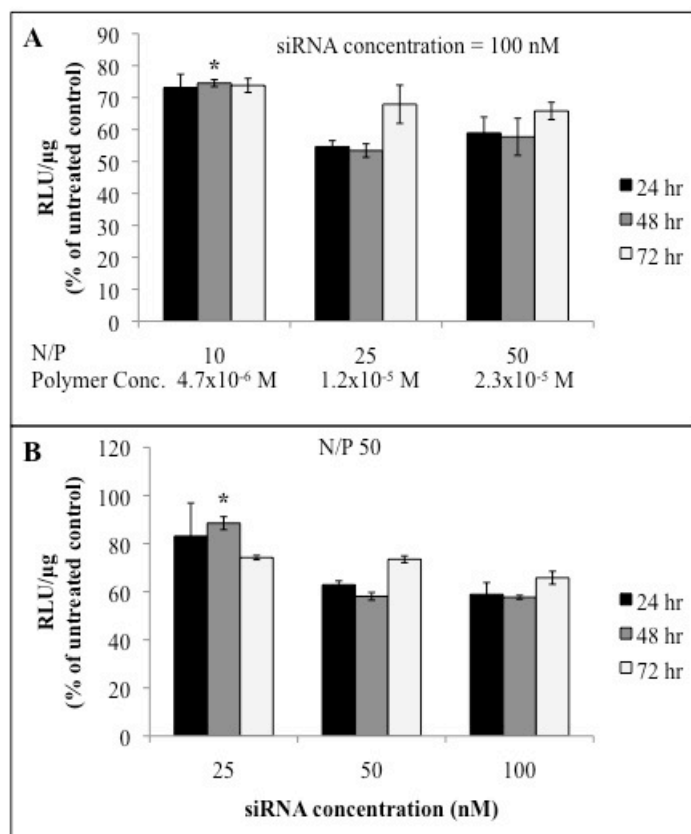 A
siRNA concentration = 100 nM
RLU/µg
(% of untreated control)
90
80
70
60
50
40
30
20
10
0
*
24 hr
48 hr
72 hr
N/P 10 25 50
Polymer Conc. 4.7x10⁻⁶ M 1.2x10⁻⁵ M 2.3x10⁻⁵ M
B
N/P 50
RLU/µg
(% of untreated control)
120
100
80
60
40
20
0
*
24 hr
48 hr
72 hr
25 50 100
siRNA concentration (nM)